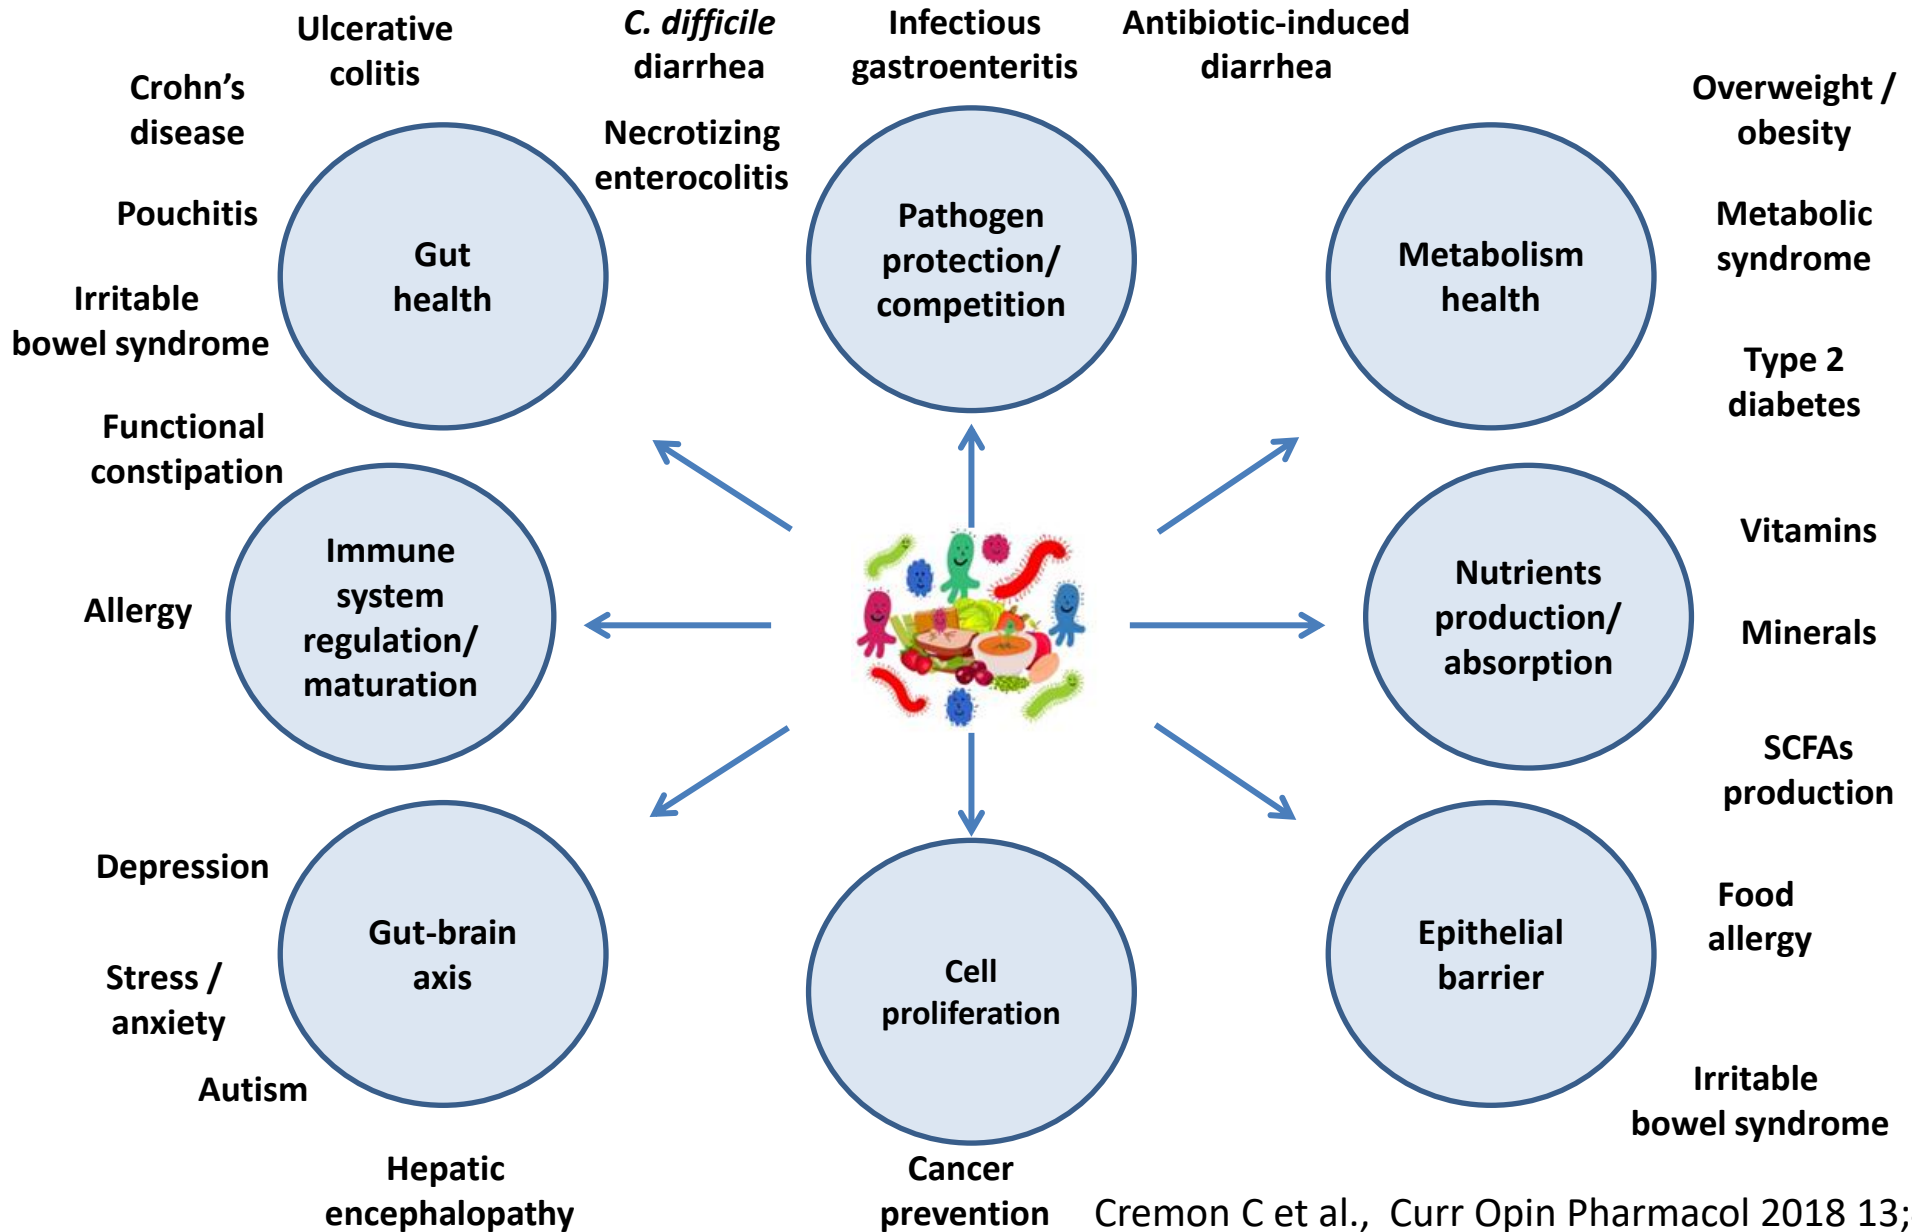 Ulcerative
colitis
C. difficile
diarrhea
Infectious
gastroenteritis
Antibiotic-induced
diarrhea
Crohn’s
disease
Necrotizing
enterocolitis
Overweight /
obesity
Pouchitis
Gut
health
Pathogen
protection/
competition
Metabolism
health
Metabolic
syndrome
Irritable
bowel syndrome
Type 2
diabetes
Functional
constipation
Immune
system
regulation/
maturation
Nutrients
production/
absorption
Vitamins
Allergy
Minerals
SCFAs
production
Depression
Gut-brain
axis
Cell
proliferation
Epithelial
barrier
Food
allergy
Stress /
anxiety
Autism
Irritable
bowel syndrome
Hepatic
encephalopathy
Cancer
prevention
Cremon C et al., Curr Opin Pharmacol 2018 13;